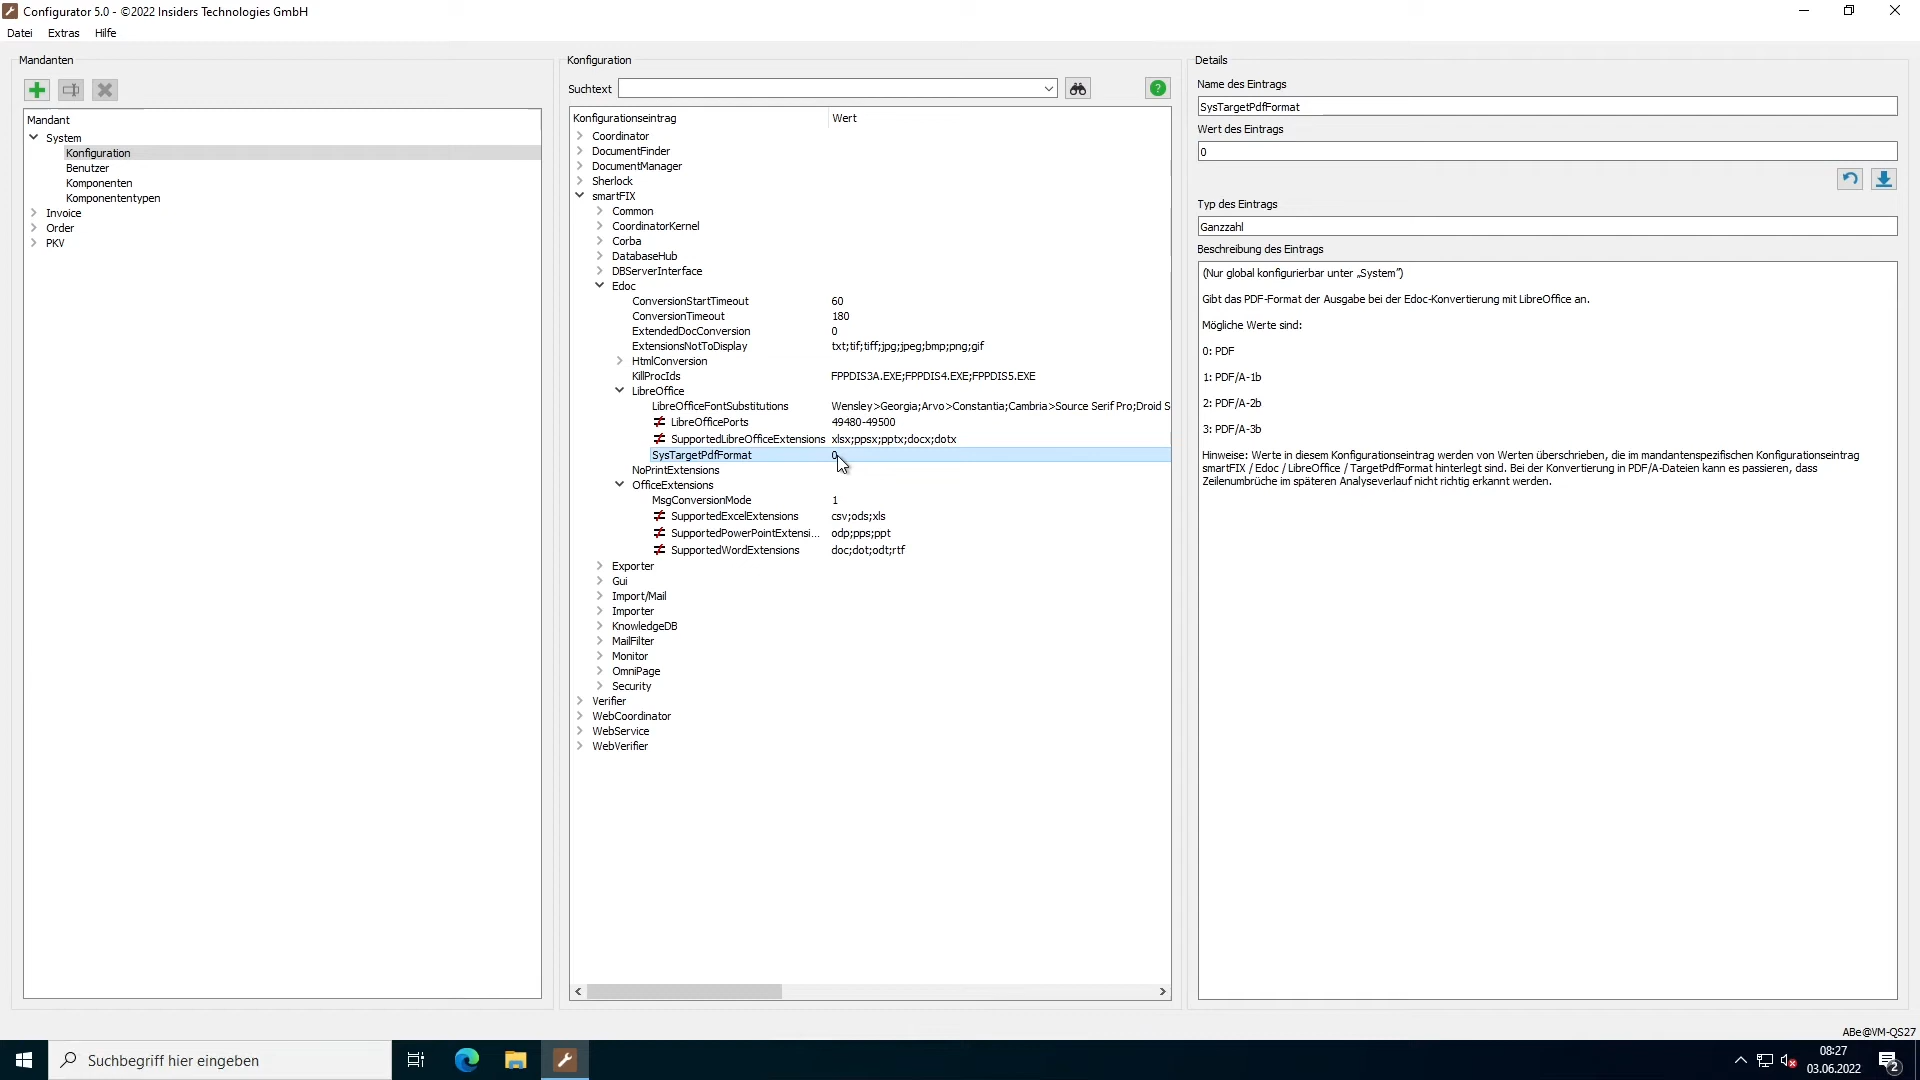 Configurator 5.0 - ©2022 Insiders Technologies GmbH
Datei Extras Hilfe
Mandanten
Mandant
System
Konfiguration
Benutzer
Komponenten
Komponententypen
Invoice
Order
PKV
Konfiguration
Suchtext
?
Konfigurationseintrag Wert
Coordinator
DocumentFinder
DocumentManager
Sherlock
smartFIX
Common
CoordinatorKernel
Corba
DatabaseHub
DBServerInterface
Edoc
ConversionStartTimeout 60
ConversionTimeout 180
ExtendedDocConversion 0
ExtensionsNotToDisplay txt;tif;tiff;jpg;jpeg;bmp;png;gif
HtmlConversion
KillProcIds FPPDIS3A.EXE;FPPDIS4.EXE;FPPDIS5.EXE
LibreOffice
LibreOfficeFontSubstitutions Wensley>Georgia;Arvo>Constantia;Cambria>Source Serif Pro;Droid S
LibreOfficePorts 49480-49500
SupportedLibreOfficeExtensions xlsx;ppsx;pptx;docx;dotx
SysTargetPdfFormat 0
NoPrintExtensions
OfficeExtensions
MsgConversionMode 1
SupportedExcelExtensions csv;ods;xls
SupportedPowerPointExtensi... odp;pps;ppt
SupportedWordExtensions doc;dot;odt;rtf
Exporter
Gui
Import/Mail
Importer
KnowledgeDB
MailFilter
Monitor
OmniPage
Security
Verifier
WebCoordinator
WebService
WebVerifier
Details
Name des Eintrags
SysTargetPdfFormat
Wert des Eintrags
0
Typ des Eintrags
Ganzzahl
Beschreibung des Eintrags
(Nur global konfigurierbar unter „System”)
Gibt das PDF-Format der Ausgabe bei der Edoc-Konvertierung mit LibreOffice an.
Mögliche Werte sind:
0: PDF
1: PDF/A-1b
2: PDF/A-2b
3: PDF/A-3b
Hinweise: Werte in diesem Konfigurationseintrag werden von Werten überschrieben, die im mandantenspezifischen Konfigurationseintrag
smartFIX / Edoc / LibreOffice / TargetPdfFormat hinterlegt sind. Bei der Konvertierung in PDF/A-Dateien kann es passieren, dass
Zeilenumbrüche im späteren Analyseverlauf nicht richtig erkannt werden.
ABe@VM-QS27
Suchbegriff hier eingeben
08:27
03.06.2022
2